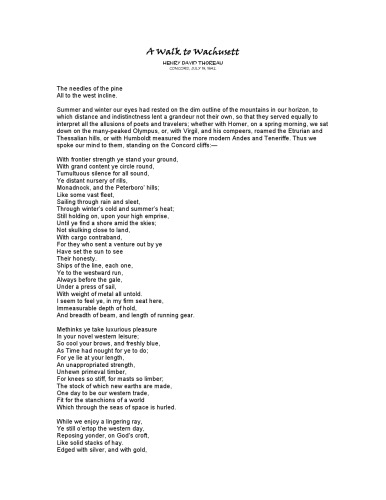 A Walk to Wachusett
HENRY DAVID THOREAU
CONCORD, JULY 19, 1842.
The needles of the pine
All to the west incline.
Summer and winter our eyes had rested on the dim outline of the mountains in our horizon, to
which distance and indistinctness lent a grandeur not their own, so that they served equally to
interpret all the allusions of poets and travelers; whether with Homer, on a spring morning, we sat
down on the many-peaked Olympus, or, with Virgil, and his compeers, roamed the Etrurian and
Thessalian hills, or with Humboldt measured the more modern Andes and Teneriffe. Thus we
spoke our mind to them, standing on the Concord cliffs:—
With frontier strength ye stand your ground,
With grand content ye circle round,
Tumultuous silence for all sound,
Ye distant nursery of rills,
Monadnock, and the Peterboro' hills;
Like some vast fleet,
Sailing through rain and sleet,
Through winter's cold and summer's heat;
Still holding on, upon your high emprise,
Until ye find a shore amid the skies;
Not skulking close to land,
With cargo contraband,
For they who sent a venture out by ye
Have set the sun to see
Their honesty.
Ships of the line, each one,
Ye to the westward run,
Always before the gale,
Under a press of sail,
With weight of metal all untold.
I seem to feel ye, in my firm seat here,
Immeasurable depth of hold,
And breadth of beam, and length of running gear.
Methinks ye take luxurious pleasure
In your novel western leisure;
So cool your brows, and freshly blue,
As Time had nought for ye to do;
For ye lie at your length,
An unappropriated strength,
Unhewn primeval timber,
For knees so stiff, for masts so limber;
The stock of which new earths are made,
One day to be our western trade,
Fit for the stanchions of a world
Which through the seas of space is hurled.
While we enjoy a lingering ray,
Ye still o'ertop the western day,
Reposing yonder, on God's croft,
Like solid stacks of hay.
Edged with silver, and with gold,